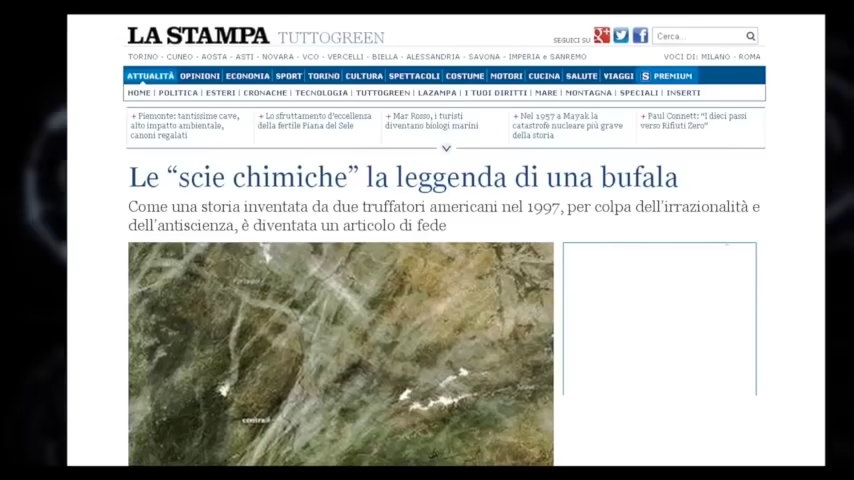 LA STAMPA TUTTOGREEN
SEGUICI SU
Cerca...
TORINO - CUNEO - AOSTA - ASTI - NOVARA - VCO - VERCELLI - BIELLA - ALESSANDRIA - SAVONA - IMPERIA e SANREMO
VOCI DI: MILANO - ROMA
ATTUALITÀ OPINIONI ECONOMIA SPORT TORINO CULTURA SPETTACOLI COSTUME MOTORI CUCINA SALUTE VIAGGI S PREMIUM
HOME | POLITICA | ESTERI | CRONACHE | TECNOLOGIA | TUTTOGREEN | LAZAMPA | I TUOI DIRITTI | MARE | MONTAGNA | SPECIALI | INSERTI
+ Piemonte: tantissime cave,
alto impatto ambientale,
canoni regalati
+ Lo sfruttamento d'eccellenza
della fertile Piana del Sele
+ Mar Rosso, i turisti
diventano biologi marini
+ Nel 1957 a Mayak la
catastrofe nucleare più grave
della storia
+ Paul Connett: "I dieci passi
verso Rifiuti Zero"
Le "scie chimiche" la leggenda di una bufala
Come una storia inventata da due truffatori americani nel 1997, per colpa dell'irrazionalità e
dell'antiscienza, è diventata un articolo di fede